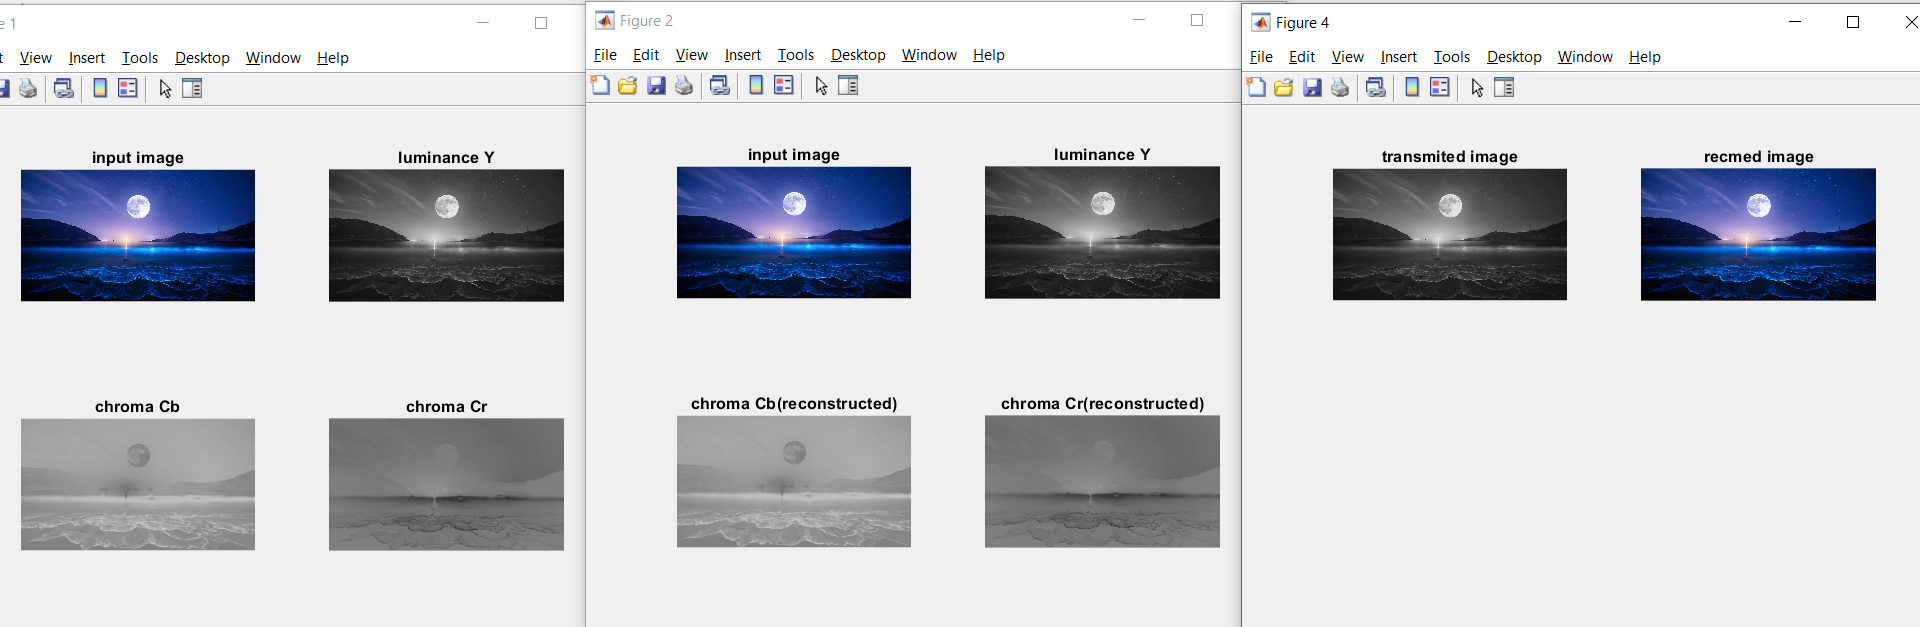 e 1
t View Insert Tools Desktop Window Help
input image
luminance Y
chroma Cb
chroma Cr
Figure 2
File Edit View Insert Tools Desktop Window Help
input image
luminance Y
chroma Cb(reconstructed)
chroma Cr(reconstructed)
Figure 4
File Edit View Insert Tools Desktop Window Help
transmited image
recmed image